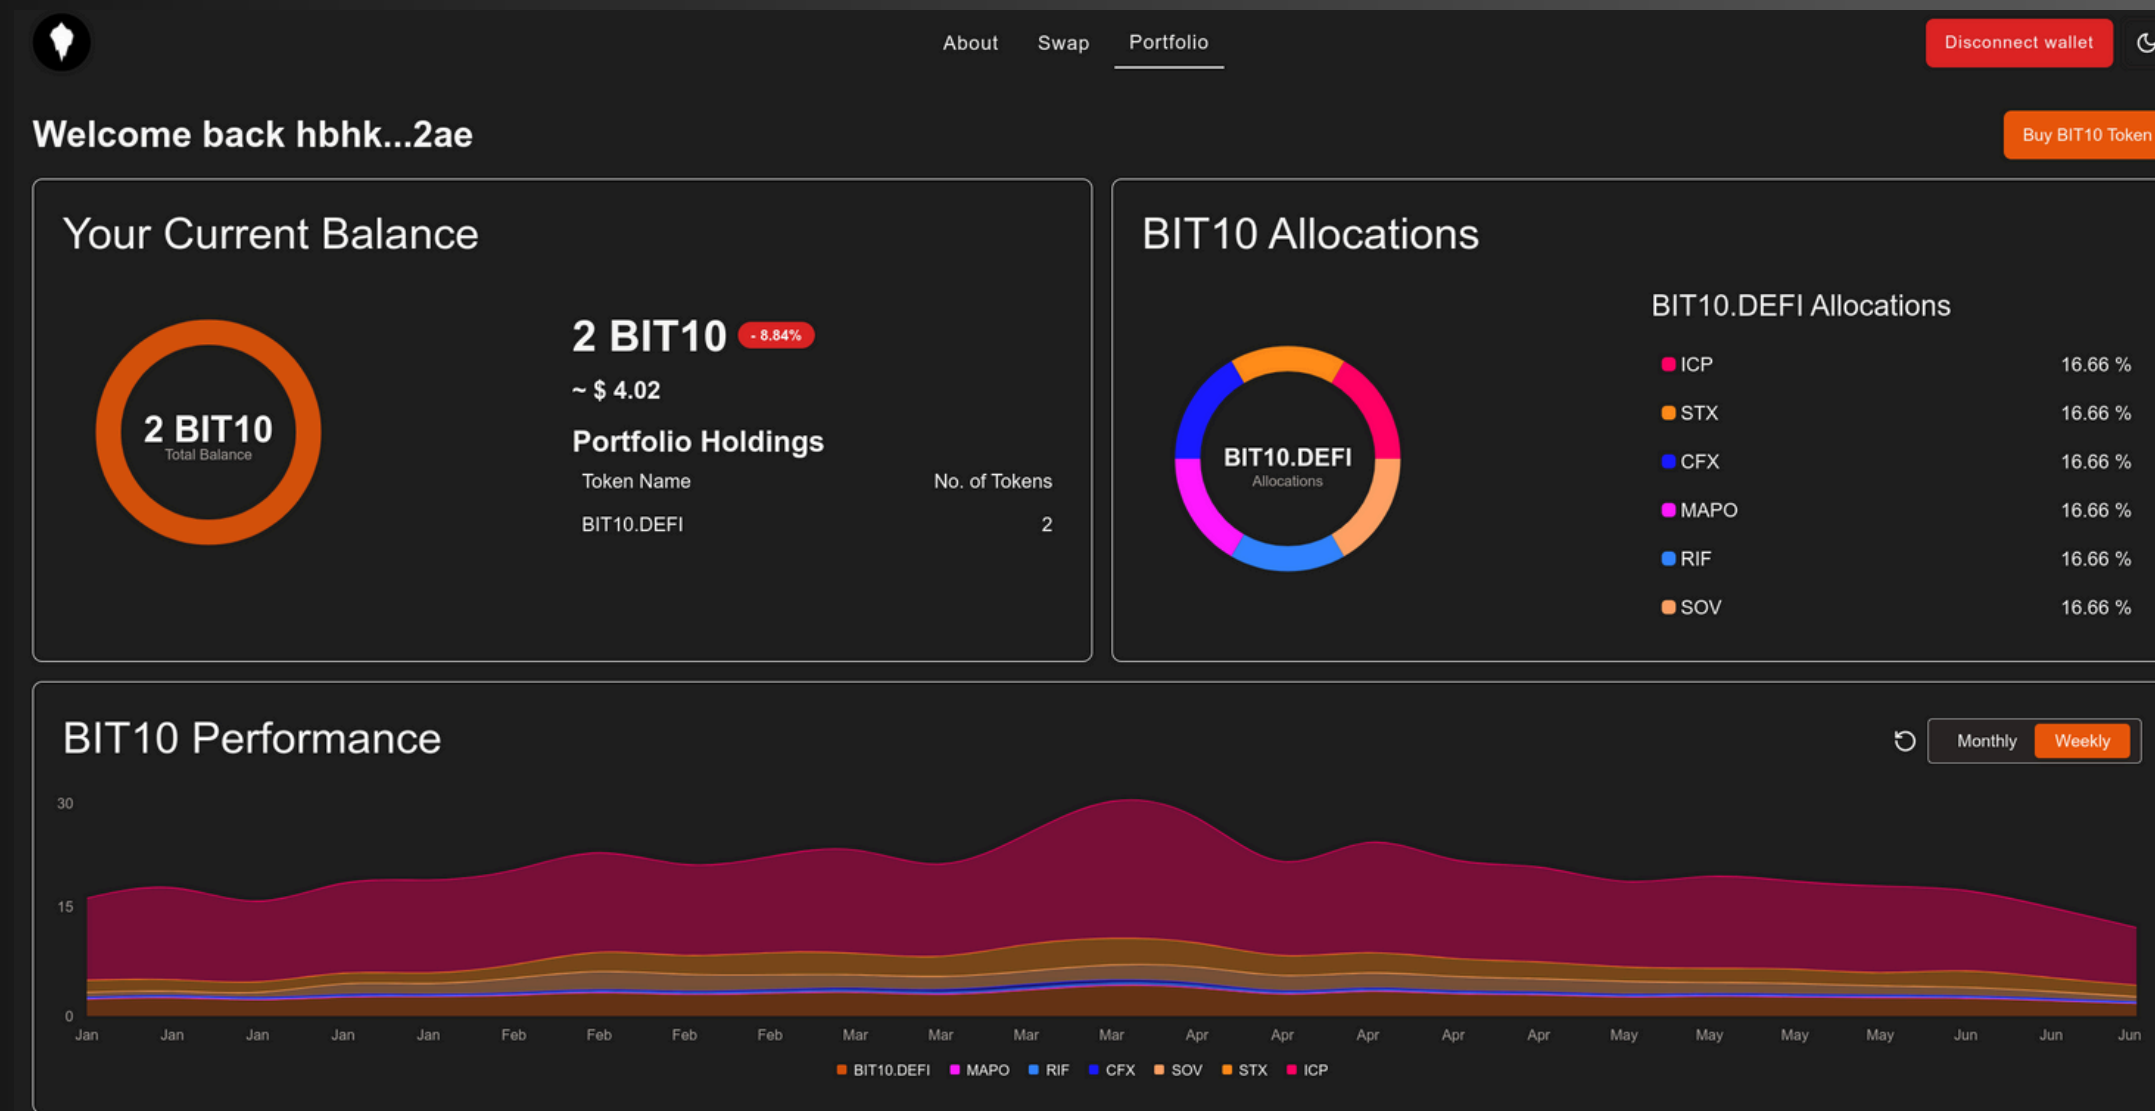 About Swap Portfolio Disconnect wallet
Welcome back hbhk...2ae
Buy BIT10 Token
Your Current Balance
2 BIT10
Total Balance
2 BIT10 - 8.84%
~ $ 4.02
Portfolio Holdings
Token Name No. of Tokens
BIT10.DEFI 2
BIT10 Allocations
BIT10.DEFI
Allocations
BIT10.DEFI Allocations
ICP 16.66 %
STX 16.66 %
CFX 16.66 %
MAPO 16.66 %
RIF 16.66 %
SOV 16.66 %
BIT10 Performance
Monthly Weekly
30
15
0
Jan Jan Jan Jan Jan Feb Feb Feb Feb Mar Mar Mar Mar Apr Apr Apr Apr Apr May May May May Jun Jun Jun
BIT10.DEFI MAPO RIF CFX SOV STX ICP